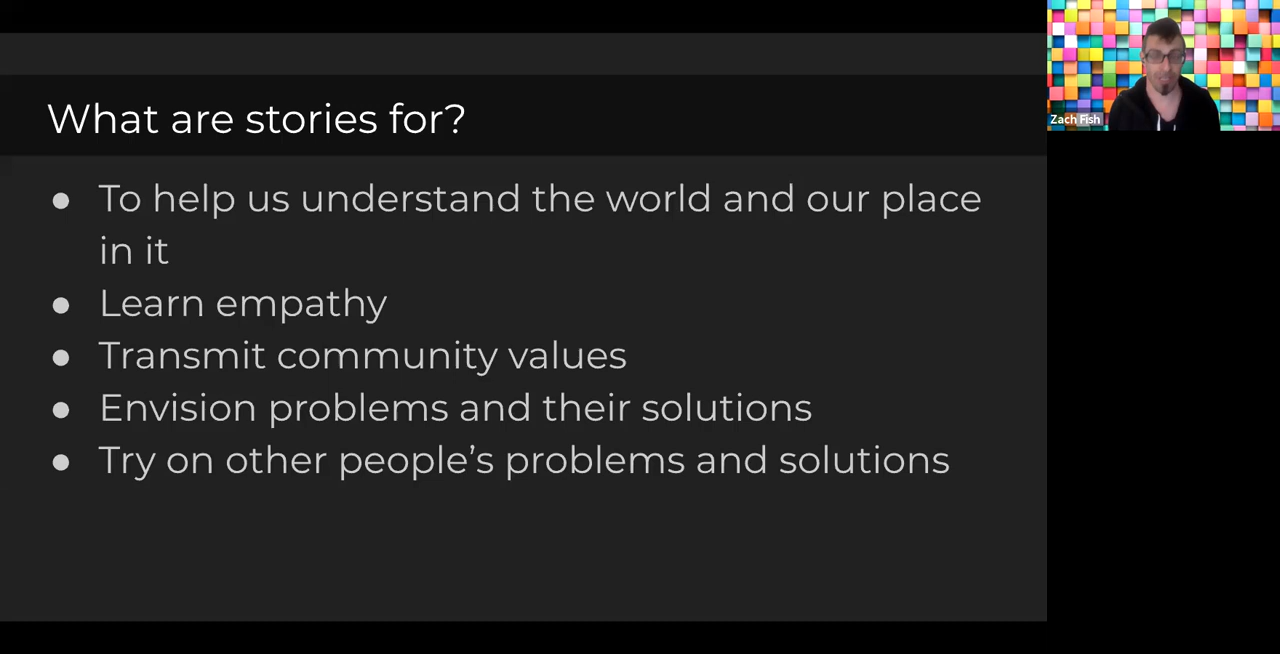 What are stories for?
● To help us understand the world and our place
in it
● Learn empathy
● Transmit community values
● Envision problems and their solutions
● Try on other people’s problems and solutions
Zach Fish